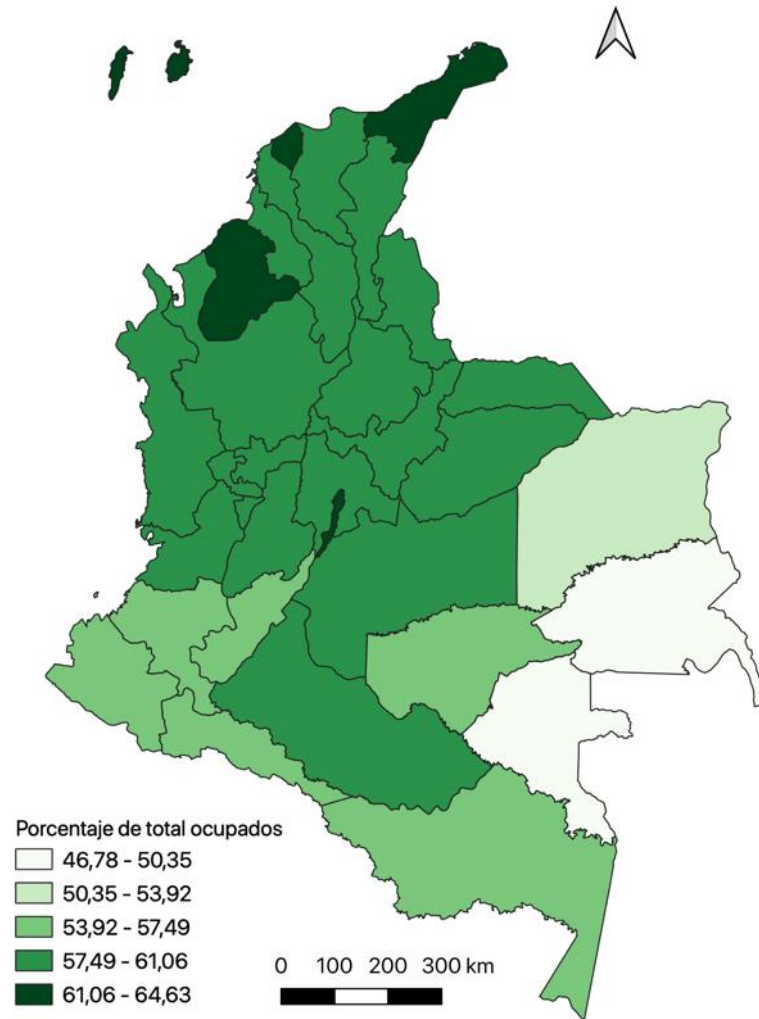 Porcentaje de total ocupados
46,78 - 50,35
50,35 - 53,92
53,92 - 57,49
57,49 - 61,06
61,06 - 64,63
0 100 200 300 km